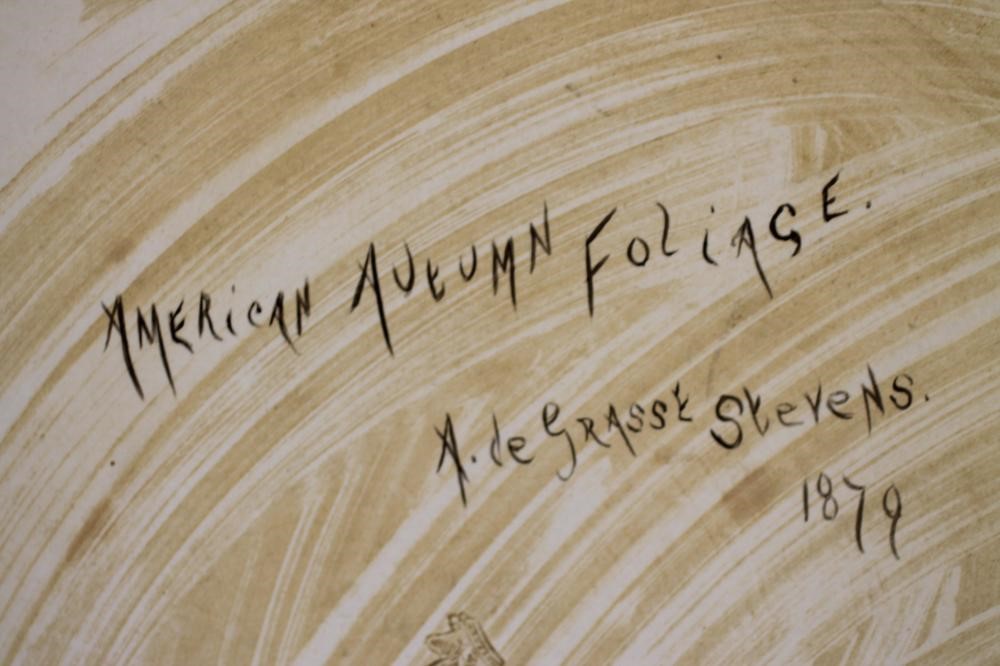 AMERiCAN AUtUMN FOLiAGE.
A. de GRASSE SteveNs.
1879